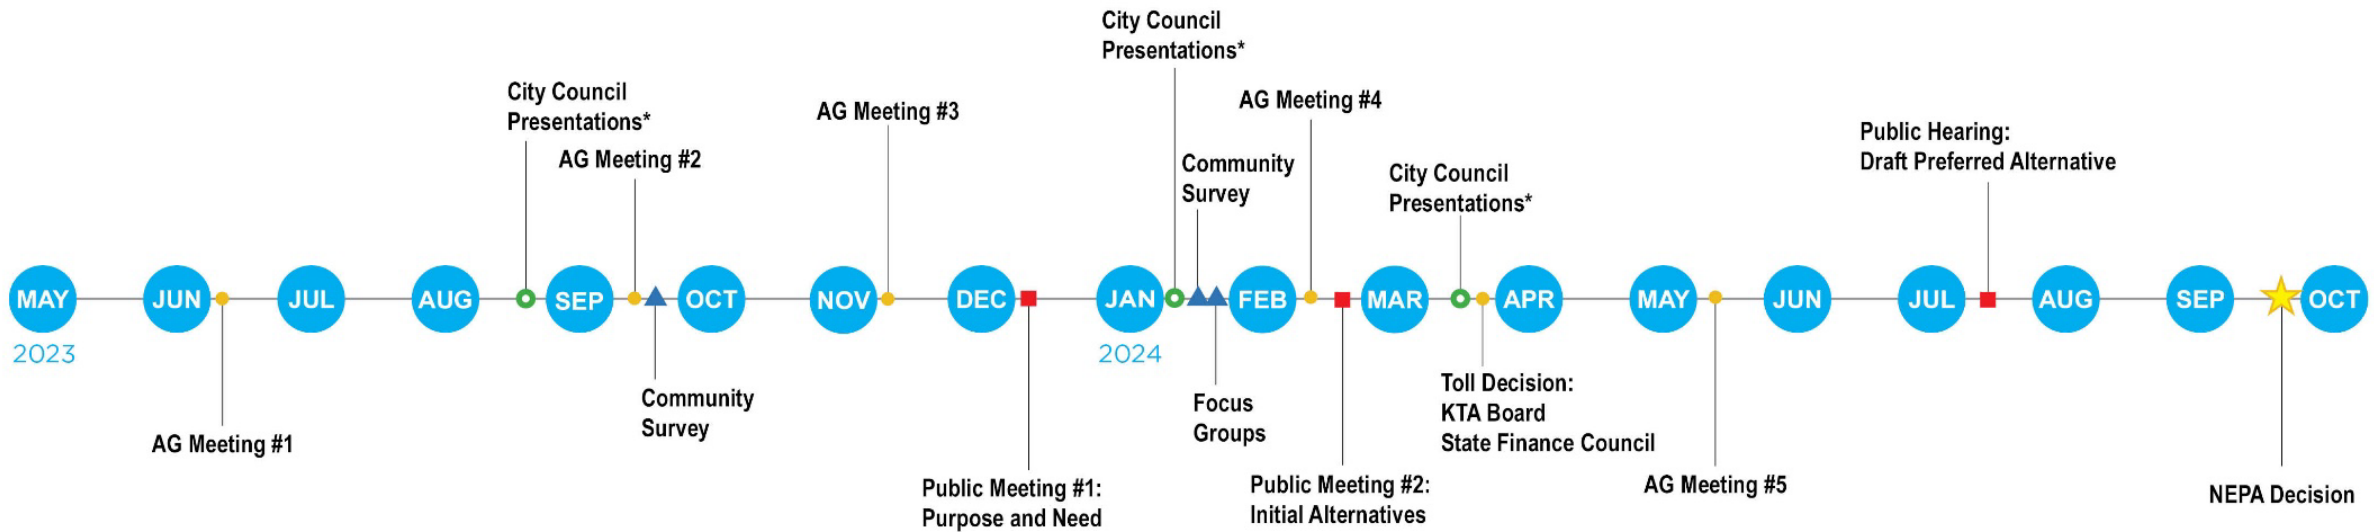 City Council
Presentations*
City Council
Presentations*
AG Meeting #2
AG Meeting #3
AG Meeting #4
Community
Survey
City Council
Presentations*
Public Hearing:
Draft Preferred Alternative
MAY
JUN
JUL
AUG
SEP
OCT
NOV
DEC
JAN
FEB
MAR
APR
MAY
JUN
JUL
AUG
SEP
OCT
2023
2024
AG Meeting #1
Community
Survey
Public Meeting #1:
Purpose and Need
Focus
Groups
Public Meeting #2:
Initial Alternatives
Toll Decision:
KTA Board
State Finance Council
AG Meeting #5
NEPA Decision